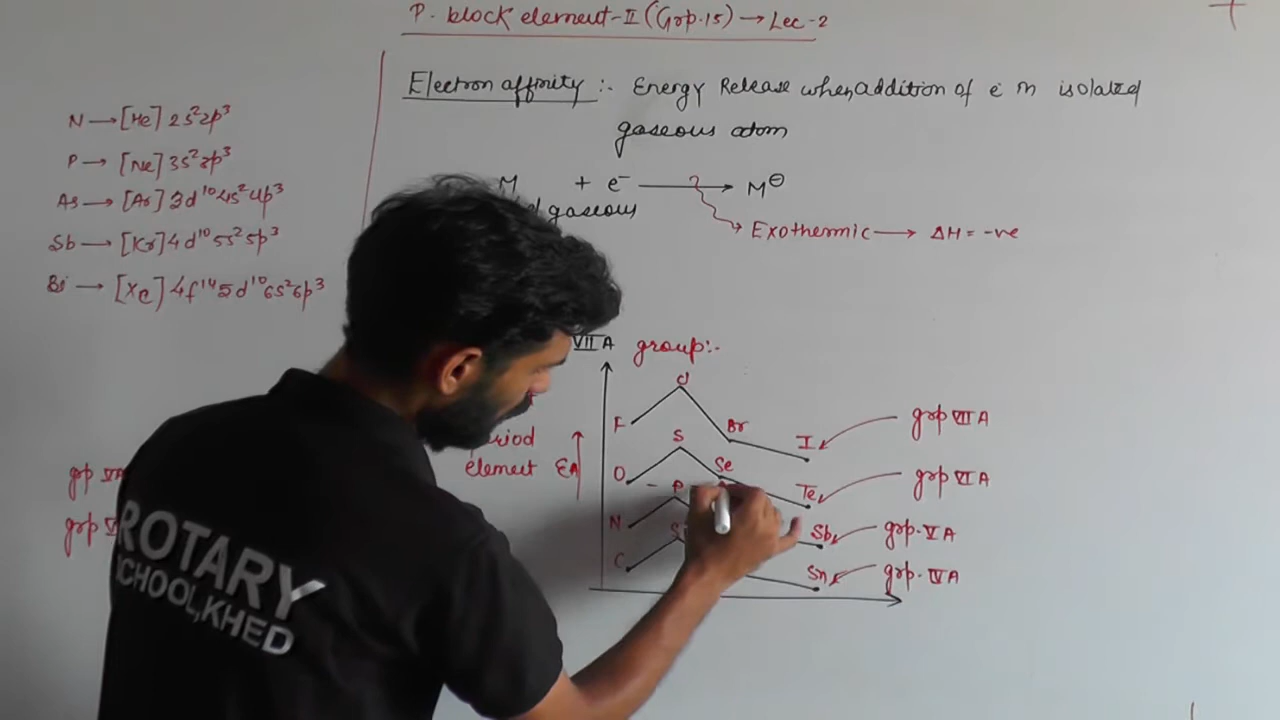 P-block element-II (Grp.15) → Lec-2
Electron affinity :- Energy Release when addition of e⁻ in isolated
gaseous atom
N → [He] 2s²2p³
P → [Ne] 3s²3p³
As → [Ar] 3d¹⁰4s²4p³
Sb → [Kr] 4d¹⁰5s²5p³
Bi → [Xe] 4f¹⁴5d¹⁰6s²6p³
M + e⁻ → M⊖
gaseous
Exothermic → ΔH = -ve
VII A group:-
Cl
F Br I grp VII A
S
element EA
O Se Te grp VI A
P
N Sb grp. V A
C Sn grp. IV A
grp
grp
ROTARY
SCHOOL,KHED